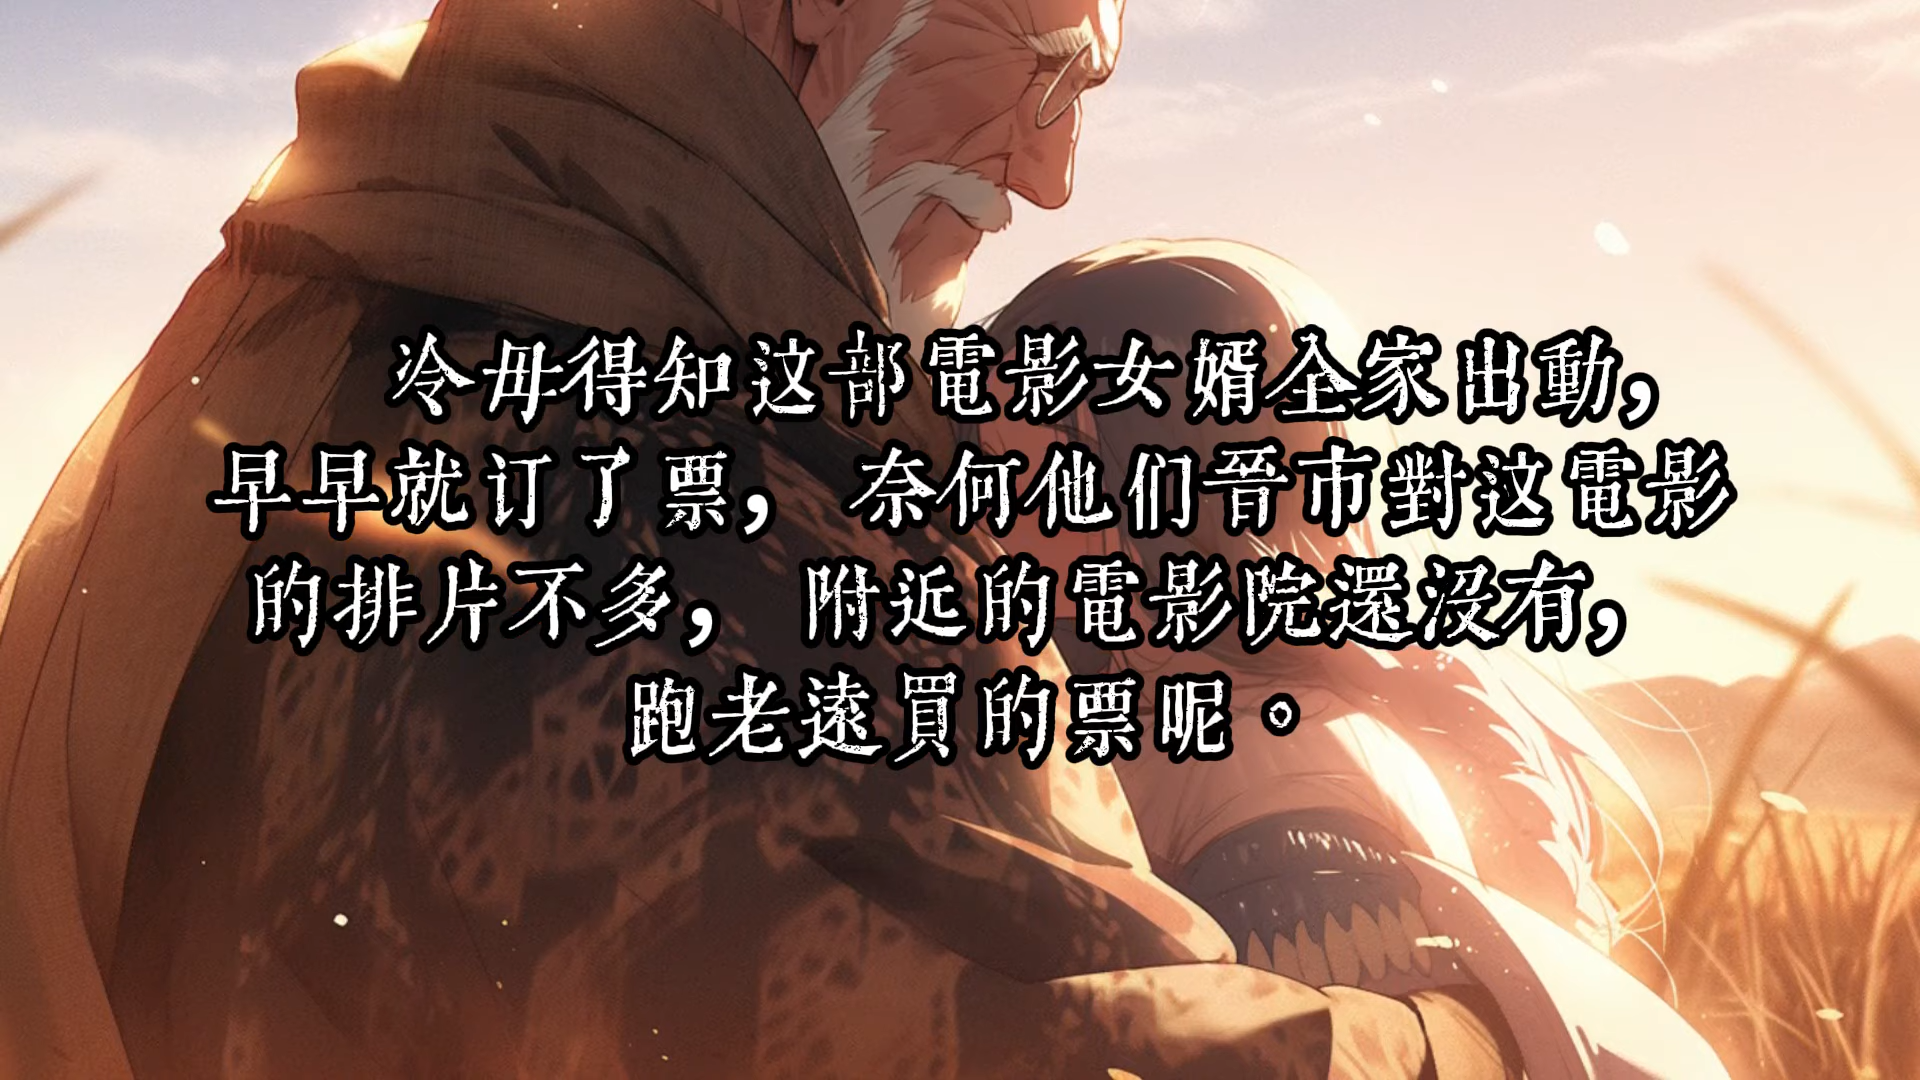 冷毋得知这部電影女婿全家出動，
早早就订了票，奈何他们晉市對这電影
的排片不多，附近的電影院還没有，
跑老遠買的票呢。